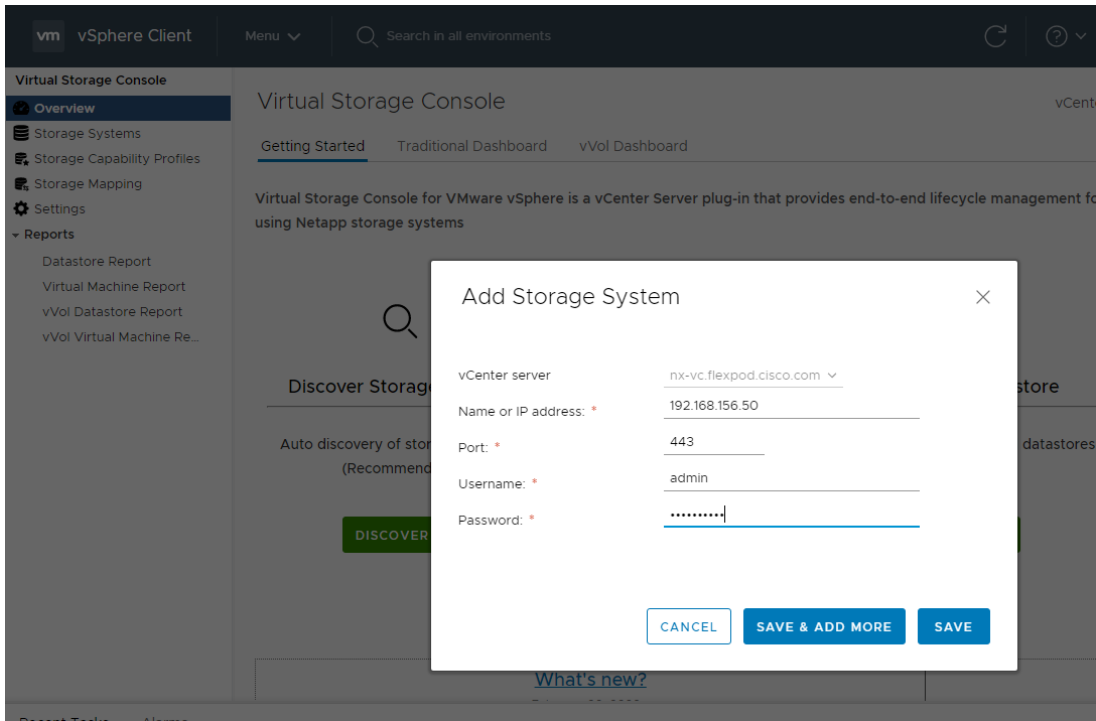 vm vSphere Client Menu Search in all environments
Virtual Storage Console
Overview
Storage Systems
Storage Capability Profiles
Storage Mapping
Settings
Reports
Datastore Report
Virtual Machine Report
vVol Datastore Report
vVol Virtual Machine Re...
Virtual Storage Console
Getting Started Traditional Dashboard vVol Dashboard
Virtual Storage Console for VMware vSphere is a vCenter Server plug-in that provides end-to-end lifecycle management
using Netapp storage systems
Discover
Auto discovery of
(Recommend
DISCOVER
datastores
Add Storage System
vCenter server nx-vc.flexpod.cisco.com
Name or IP address: * 192.168.156.50
Port: * 443
Username: * admin
Password: * ••••••••••
CANCEL SAVE & ADD MORE SAVE
What's new?
Recent Tasks Alarms